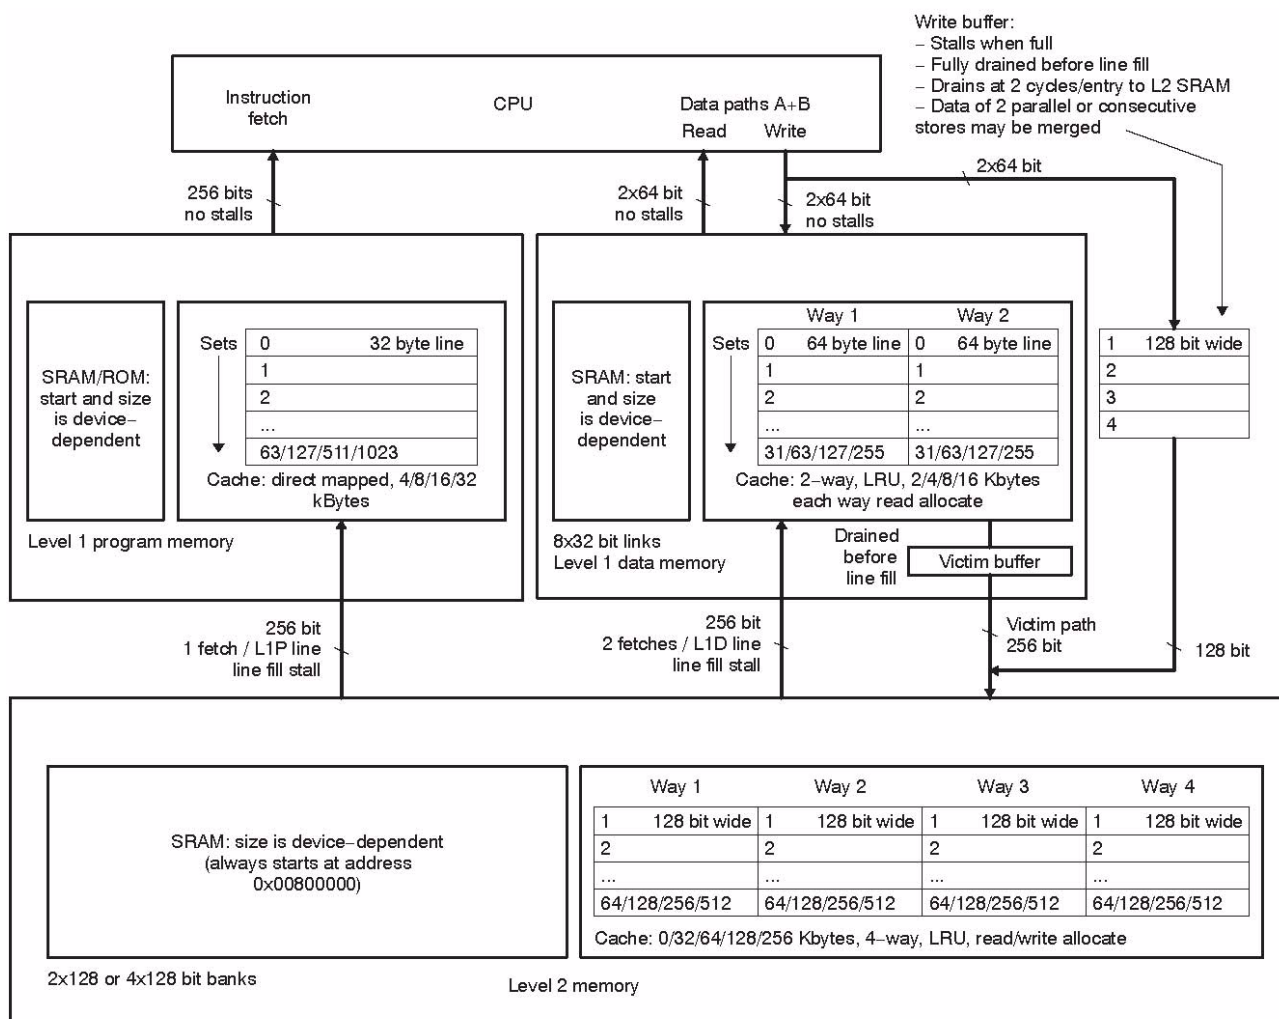 Write buffer:
– Stalls when full
– Fully drained before line fill
– Drains at 2 cycles/entry to L2 SRAM
– Data of 2 parallel or consecutive
stores may be merged
Instruction
fetch
CPU
Data paths A+B
Read
Write
256 bits
no stalls
2x64 bit
no stalls
2x64 bit
no stalls
2x64 bit
SRAM/ROM:
start and size
is device–
dependent
Sets
0 32 byte line
1
2
...
63/127/511/1023
Cache: direct mapped, 4/8/16/32
kBytes
Level 1 program memory
SRAM: start
and size
is device–
dependent
Way 1 Way 2
Sets
0 64 byte line 0 64 byte line
1 1
2 2
... ...
31/63/127/255 31/63/127/255
Cache: 2–way, LRU, 2/4/8/16 Kbytes
each way read allocate
8x32 bit links
Level 1 data memory
Drained
before
line fill
Victim buffer
1 128 bit wide
2
3
4
256 bit
1 fetch / L1P line
line fill stall
256 bit
2 fetches / L1D line
line fill stall
Victim path
256 bit
128 bit
SRAM: size is device–dependent
(always starts at address
0x00800000)
Way 1 Way 2 Way 3 Way 4
1 128 bit wide 1 128 bit wide 1 128 bit wide 1 128 bit wide
2 2 2 2
... ... ... ...
64/128/256/512 64/128/256/512 64/128/256/512 64/128/256/512
Cache: 0/32/64/128/256 Kbytes, 4–way, LRU, read/write allocate
2x128 or 4x128 bit banks
Level 2 memory